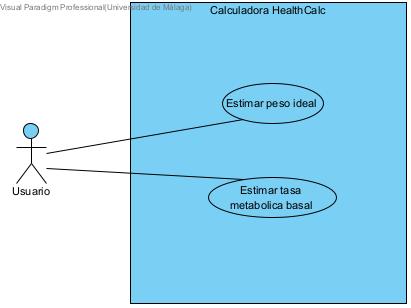 Visual Paradigm Professional(Universidad de Málaga)
Calculadora HealthCalc
Estimar peso ideal
Usuario
Estimar tasa
metabolica basal